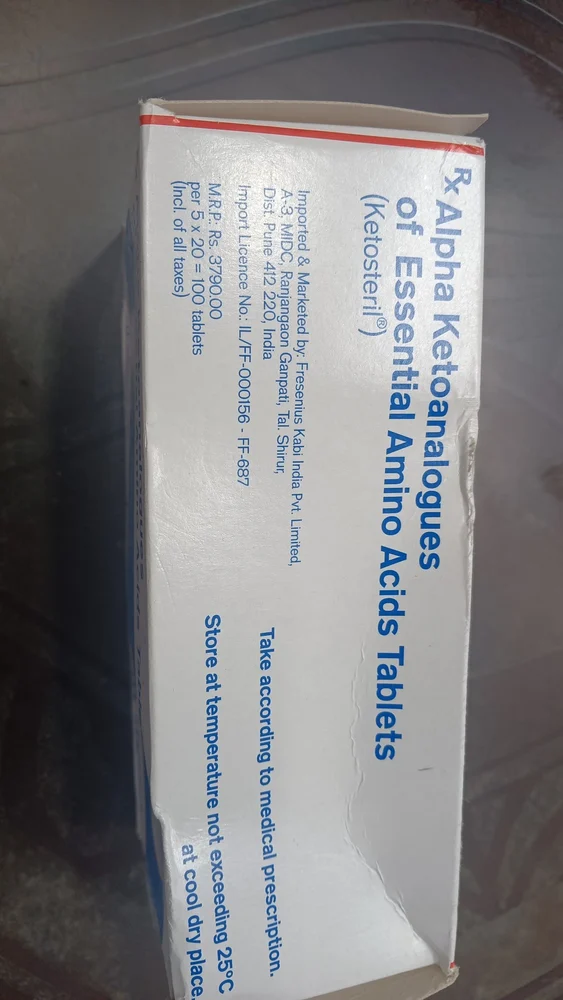 Rx Alpha Ketoanalogues
of Essential Amino Acids Tablets
(Ketosteril®)
Imported & Marketed by: Fresenius Kabi India Pvt. Limited,
A-3, MIDC, Ranjangaon Ganpati, Tal. Shirur,
Dist. Pune 412 220, India
Import Licence No.: IL/FF-000156 - FF-687
M.R.P.: Rs. 3790.00
per 5 x 20 = 100 tablets
(Incl. of all taxes)
Take according to medical prescription.
Store at temperature not exceeding 25°C
at cool dry place.